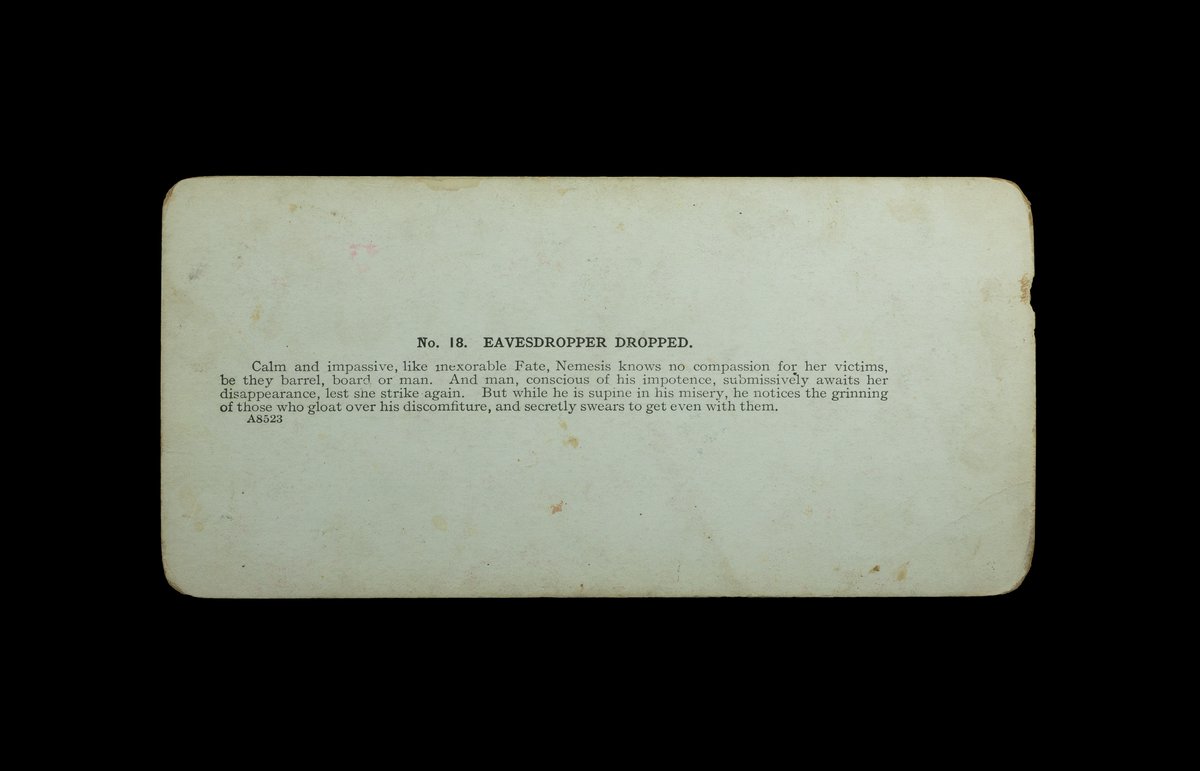 No. 18. EAVESDROPPER DROPPED.
Calm and impassive, like inexorable Fate, Nemesis knows no compassion for her victims,
be they barrel, board or man. And man, conscious of his impotence, submissively awaits her
disappearance, lest she strike again. But while he is supine in his misery, he notices the grinning
of those who gloat over his discomfiture, and secretly swears to get even with them.
A8523